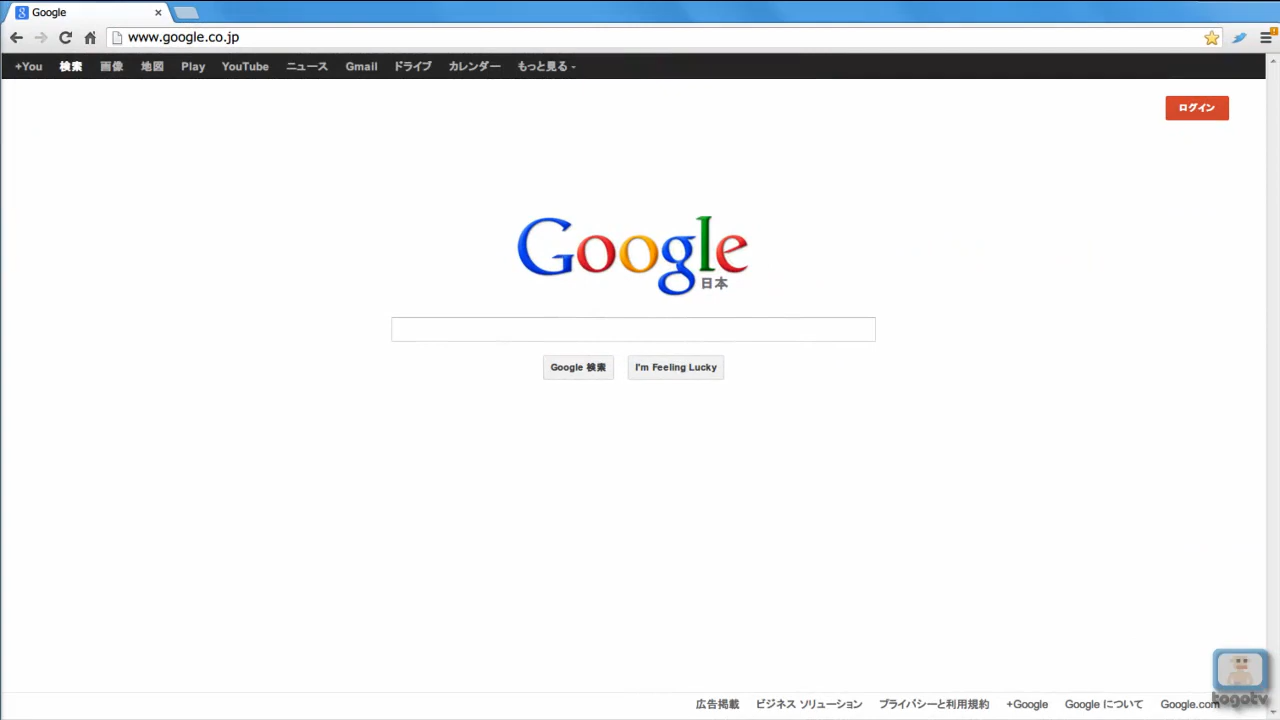 Google
www.google.co.jp
+You 検索 画像 地図 Play YouTube ニュース Gmail ドライブ カレンダー もっと見る
ログイン
Google
日本
Google 検索 I'm Feeling Lucky
広告掲載 ビジネス ソリューション プライバシーと利用規約 +Google Google について Google.com
togotv